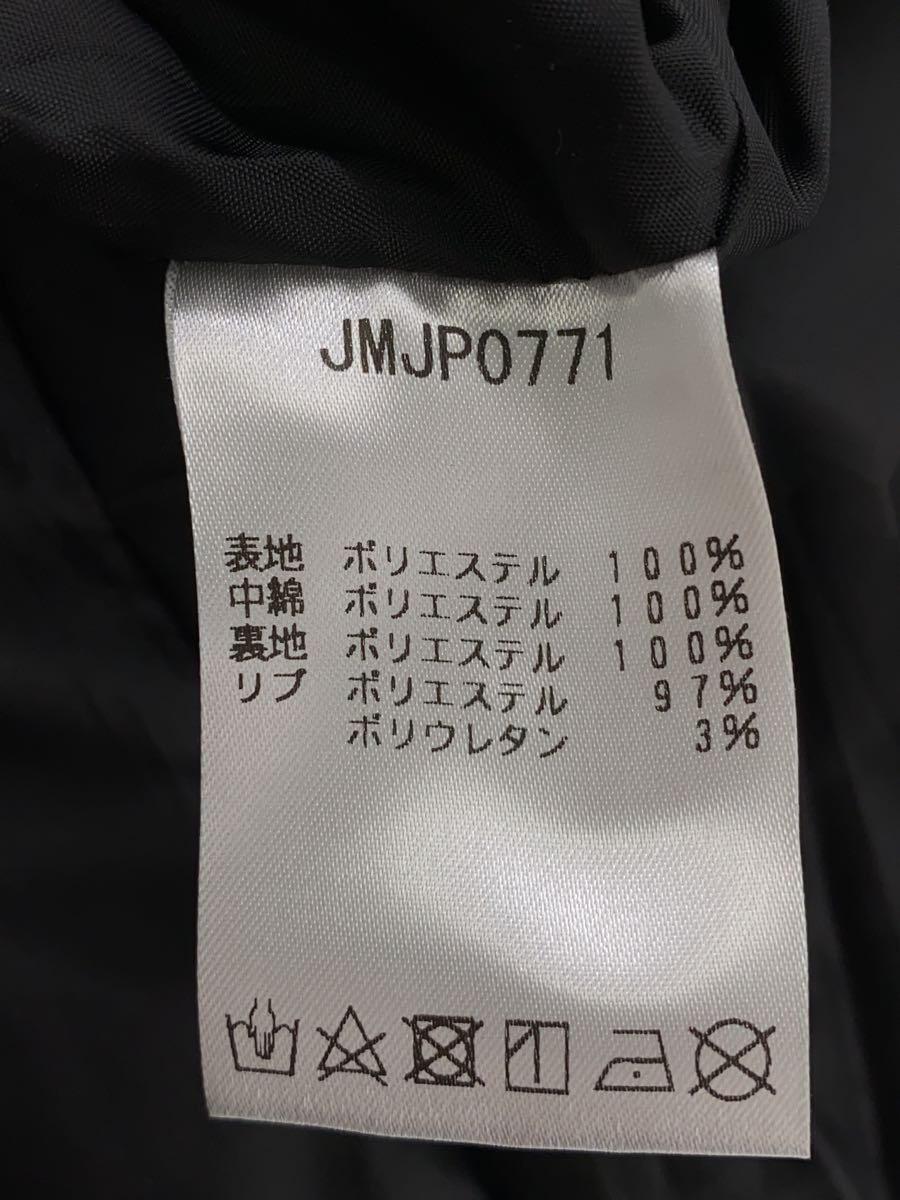 JMJP0771
表地 ポリエステル 100%
中綿 ポリエステル 100%
裏地 ポリエステル 100%
リブ ポリエステル 97%
ポリウレタン 3%